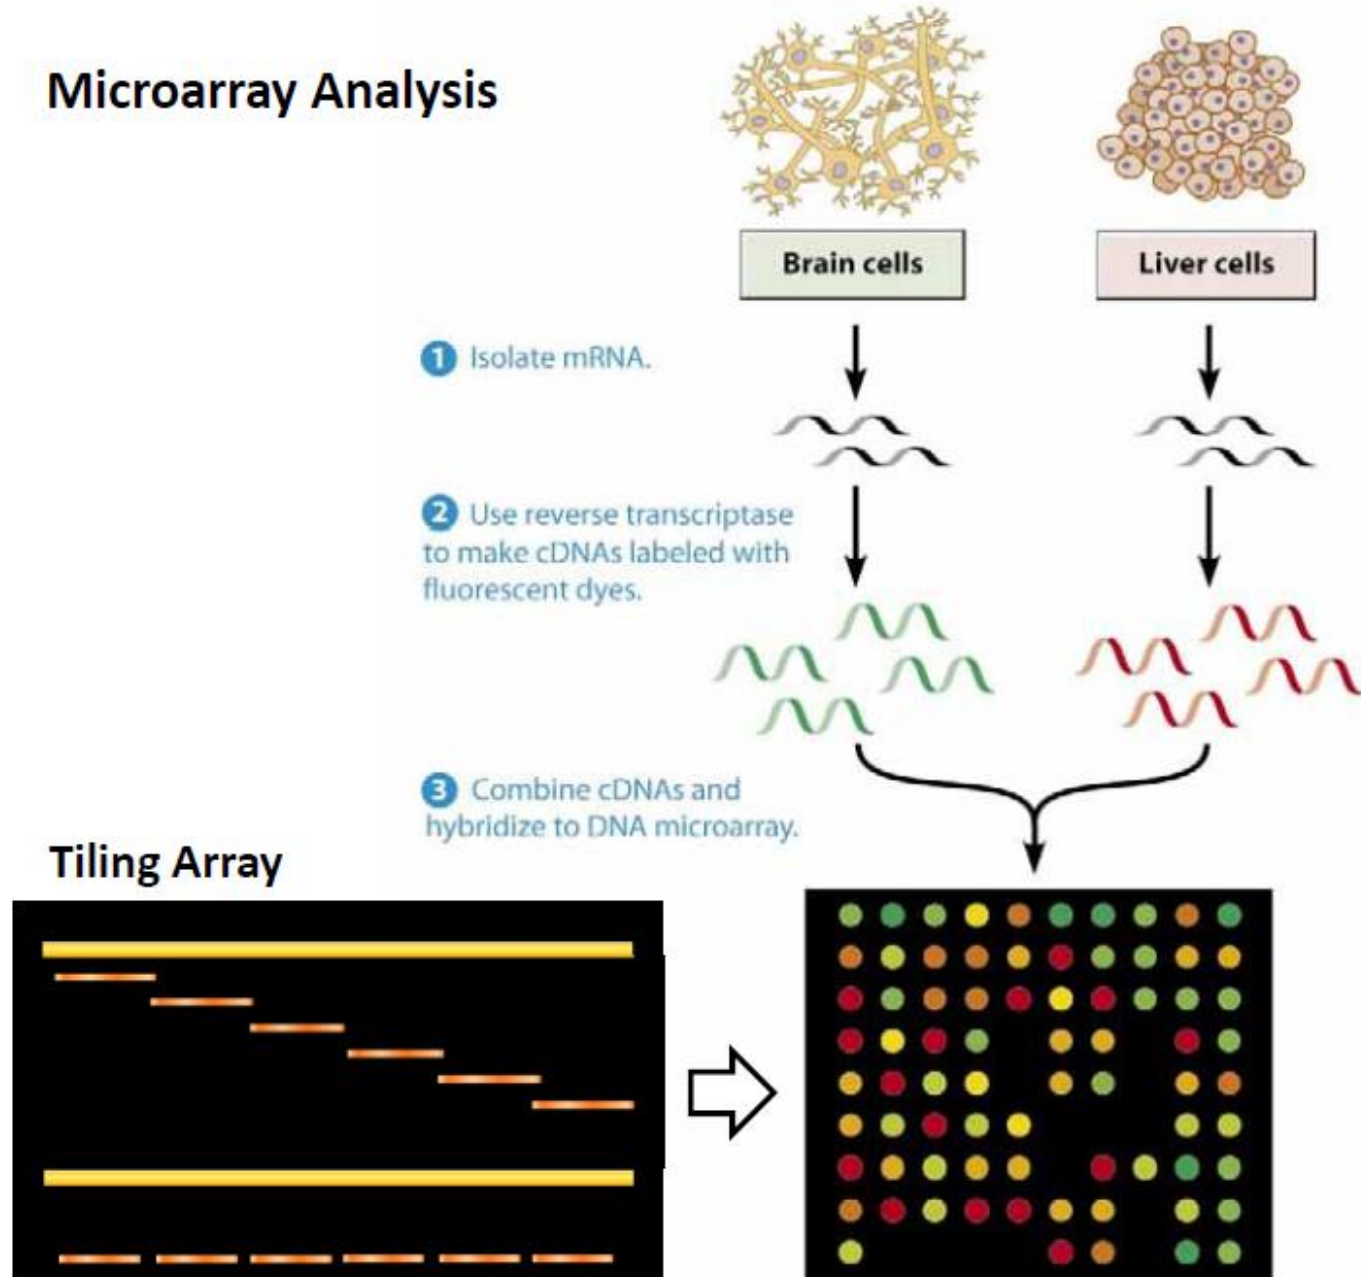 Microarray Analysis
Brain cells
Liver cells
1 Isolate mRNA.
2 Use reverse transcriptase
to make cDNAs labeled with
fluorescent dyes.
3 Combine cDNAs and
hybridize to DNA microarray.
Tiling Array